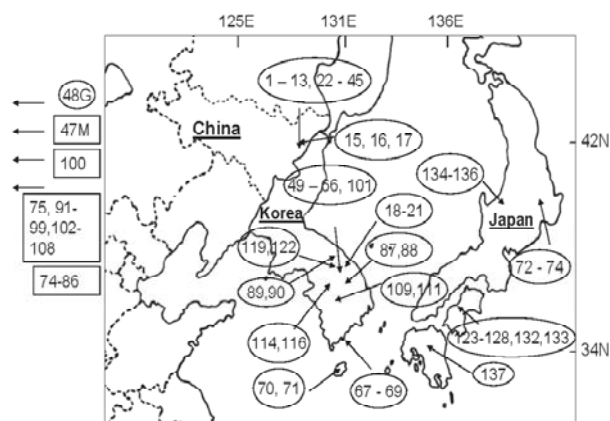 125E 131E 136E
1 – 13, 22 - 45
48G
47M
China
15, 16, 17
42N
100
134-136
49 – 66, 101
75, 91-
99,102-
108
Korea
18-21
Japan
119,122
87,88
72 - 74
74-86
89,90
109,111
114,116
123-128,132,133
34N
137
70, 71
67 - 69